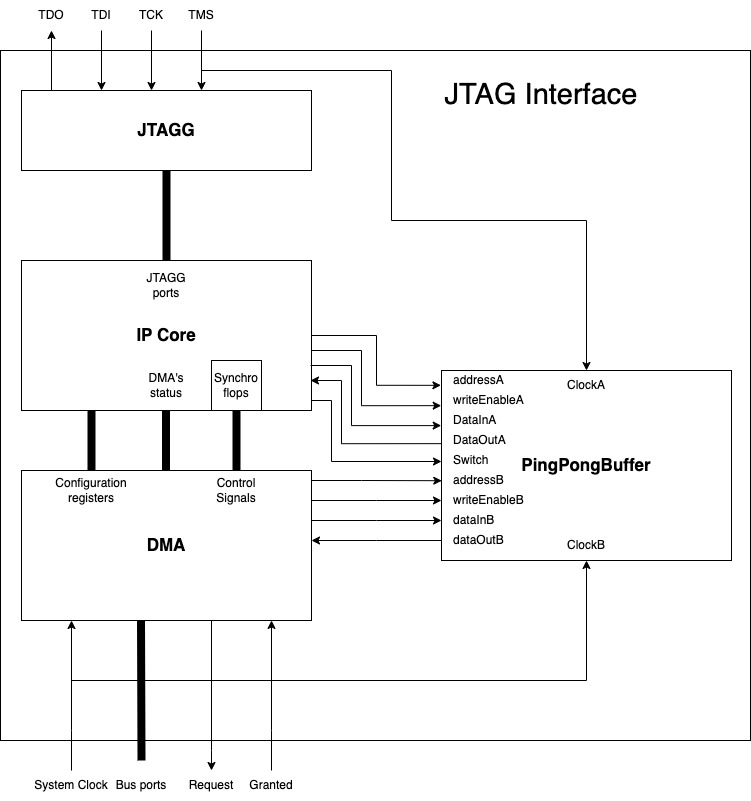 TDO TDI TCK TMS
JTAG Interface
JTAGG
JTAGG
ports
IP Core
DMA's
status
Synchro
flops
addressA
ClockA
writeEnableA
DataInA
DataOutA
Switch
PingPongBuffer
addressB
writeEnableB
dataInB
dataOutB
ClockB
Configuration
registers
Control
Signals
DMA
System Clock Bus ports Request Granted